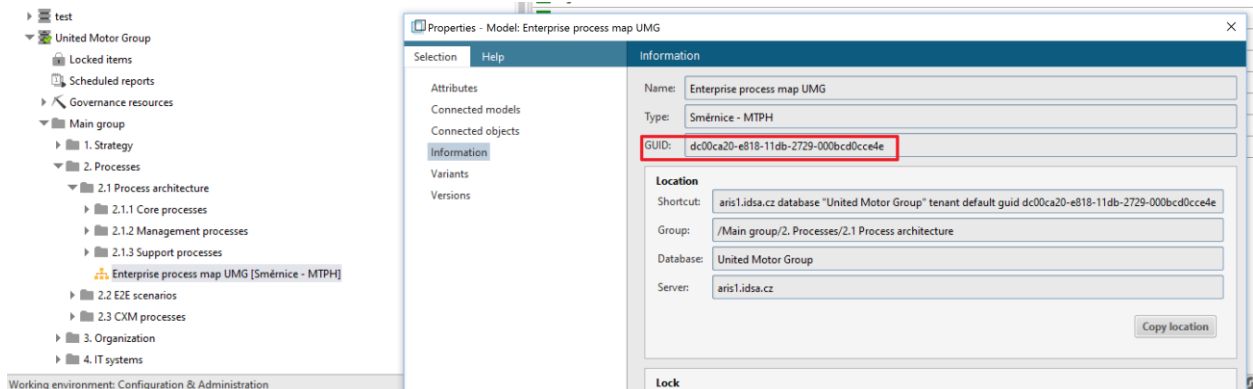 test
United Motor Group
Locked items
Scheduled reports
Governance resources
Main group
1. Strategy
2. Processes
2.1 Process architecture
2.1.1 Core processes
2.1.2 Management processes
2.1.3 Support processes
Enterprise process map UMG [Směrnice - MTPH]
2.2 E2E scenarios
2.3 CXM processes
3. Organization
4. IT systems
Working environment: Configuration & Administration
Properties - Model: Enterprise process map UMG
Selection Help
Attributes
Connected models
Connected objects
Information
Variants
Versions
Information
Name: Enterprise process map UMG
Type: Směrnice - MTPH
GUID: dc00ca20-e818-11db-2729-000bcd0cce4e
Location
Shortcut: aris1.idsa.cz database "United Motor Group" tenant default guid dc00ca20-e818-11db-2729-000bcd0cce4e
Group: /Main group/2. Processes/2.1 Process architecture
Database: United Motor Group
Server: aris1.idsa.cz
Copy location
Lock